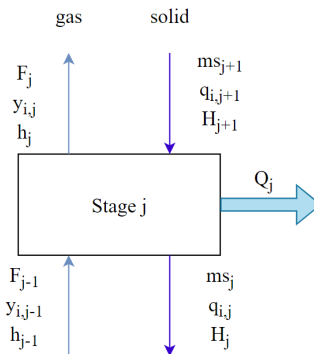 gas
solid
F_j
y_{i,j}
h_j
ms_{j+1}
q_{i,j+1}
H_{j+1}
Stage j
Q_j
F_{j-1}
y_{i,j-1}
h_{j-1}
ms_j
q_{i,j}
H_j